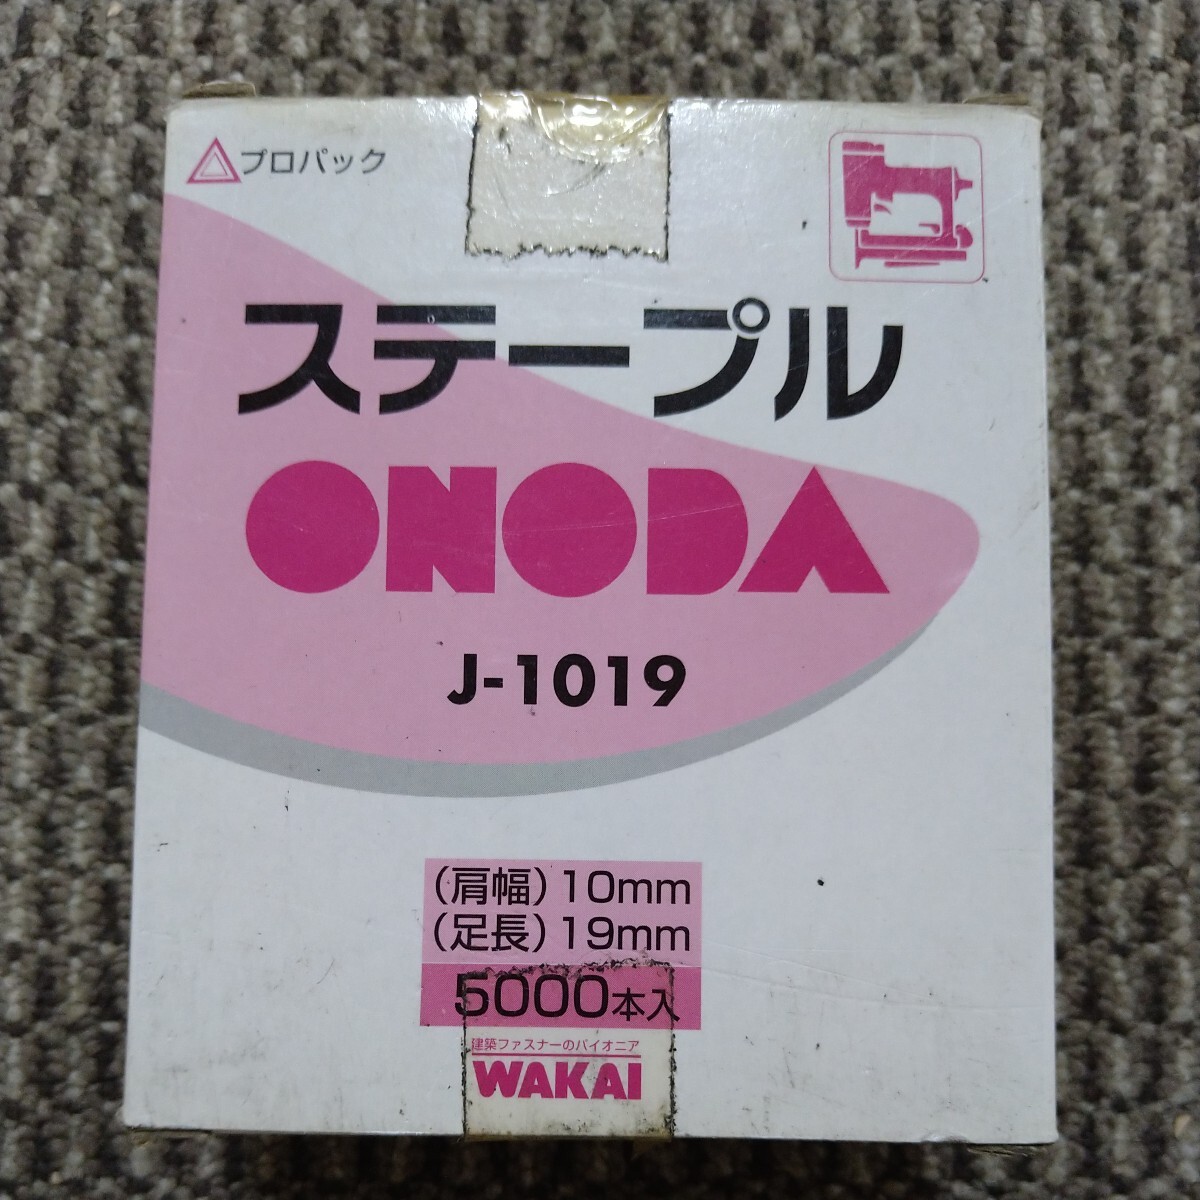 プロパック
ステープル
ONODA
J-1019
(肩幅)10mm
(足長)19mm
5000本入
建築ファスナーのパイオニア
WAKAI